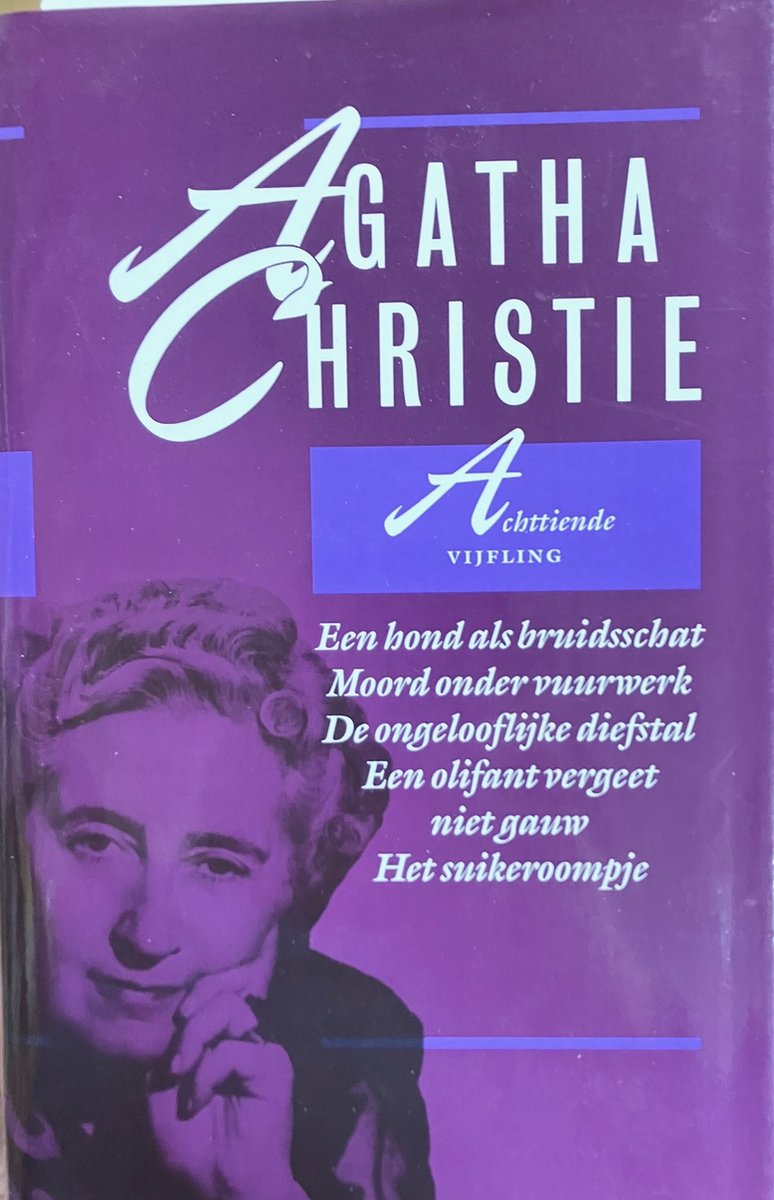 AGATHA
CHRISTIE
Achttiende
VIJFLING
Een hond als bruidsschat
Moord onder vuurwerk
De ongelooflijke diefstal
Een olifant vergeet
niet gauw
Het suikeroompje